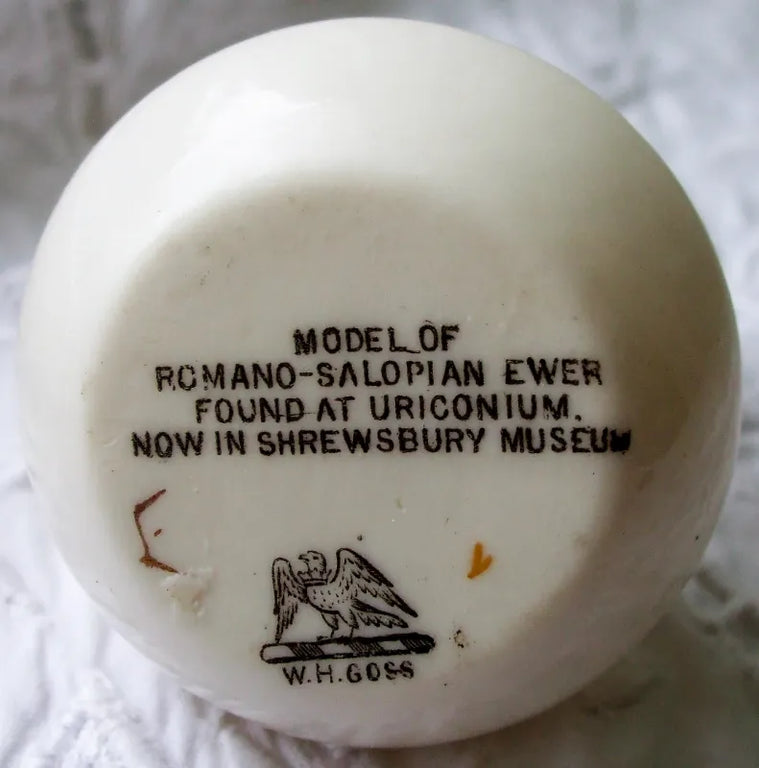 MODEL OF
ROMANO-SALOPIAN EWER
FOUND AT URICONIUM.
NOW IN SHREWSBURY MUSEUM
W.H.GOSS